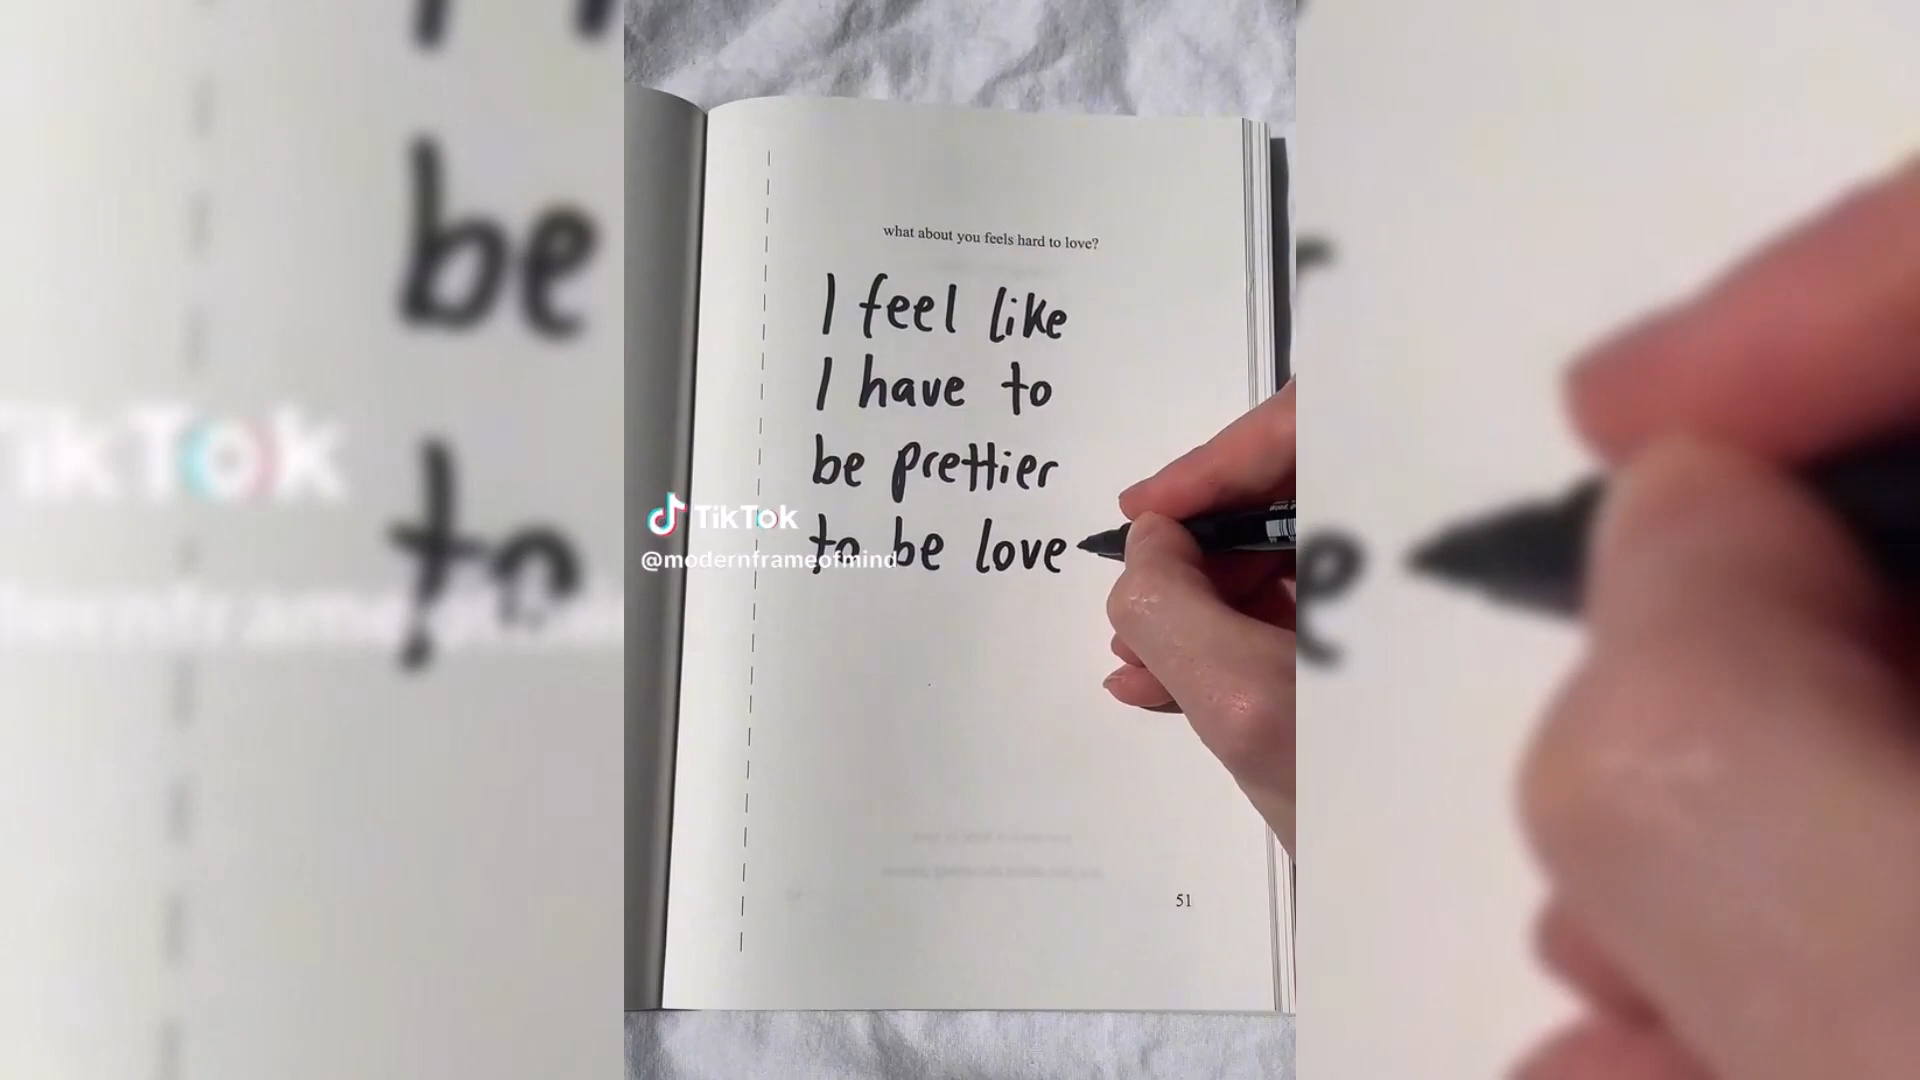 what about you feels hard to love?
I feel like
I have to
be prettier
to be love
TikTok
@modernframeofmind
51